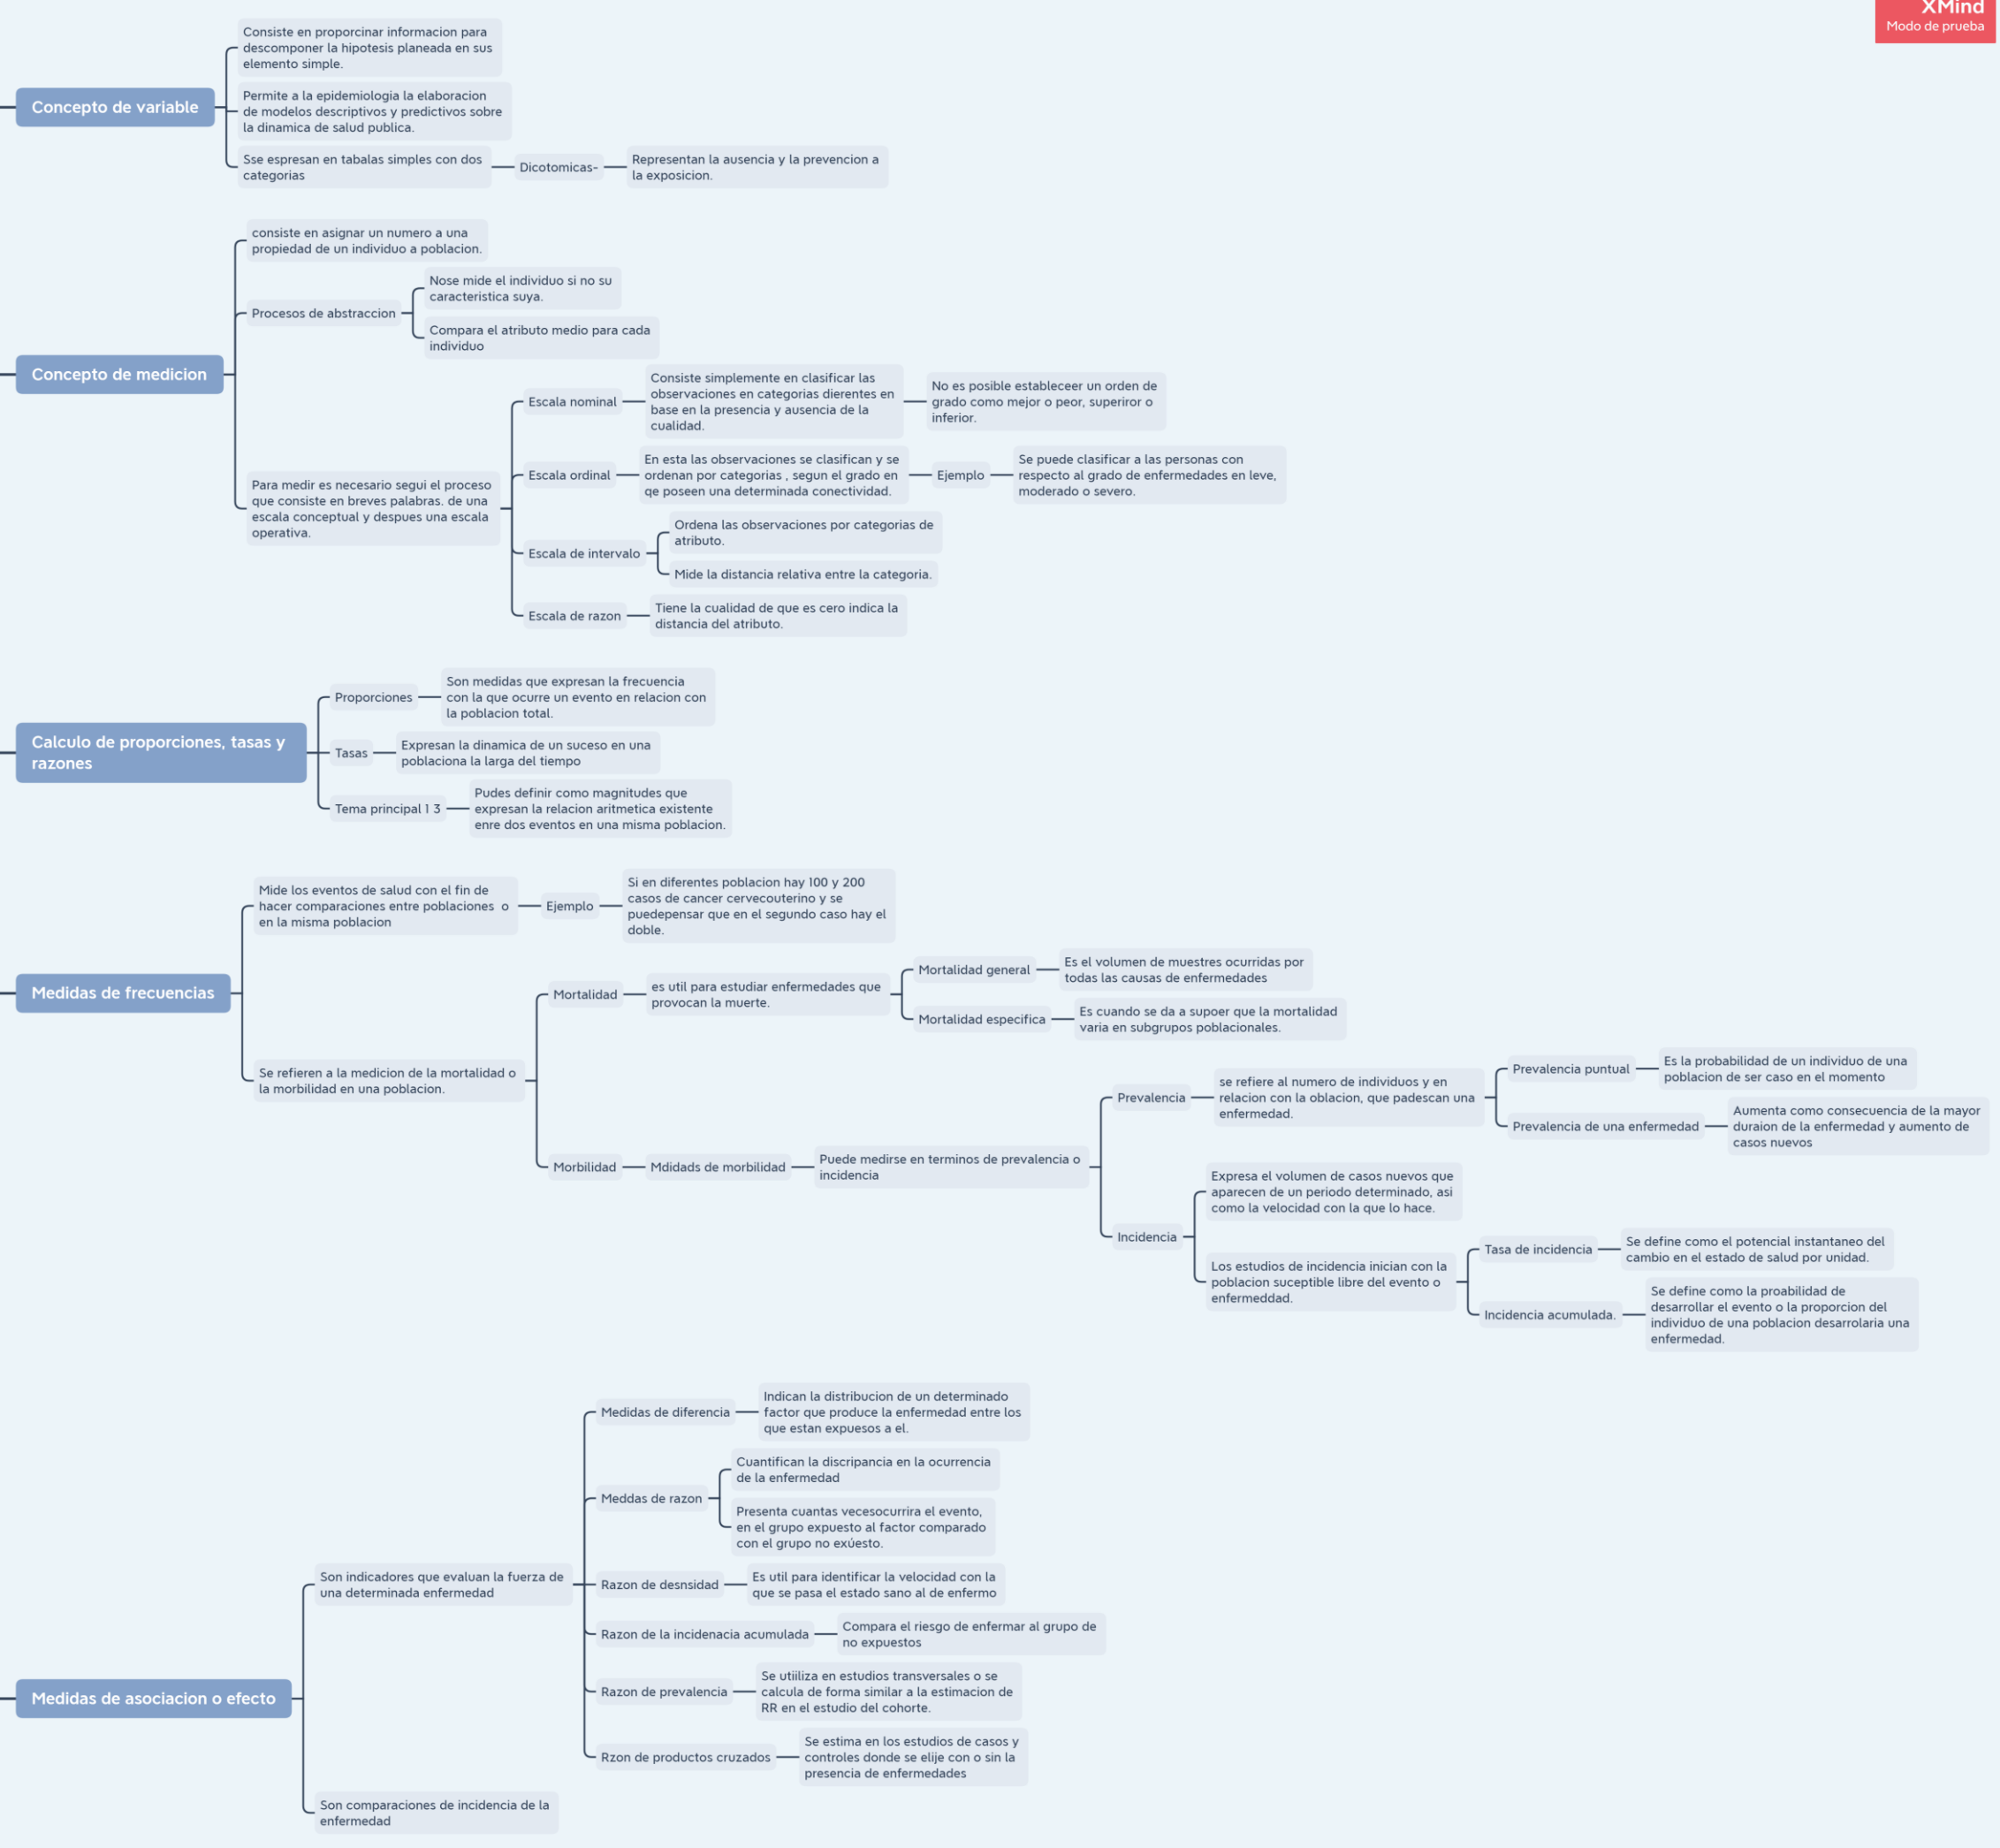 XMind
Modo de prueba
Concepto de variable
Consiste en proporcinar informacion para
descomponer la hipotesis planeada en sus
elemento simple.
Permite a la epidemiologia la elaboracion
de modelos descriptivos y predictivos sobre
la dinamica de salud publica.
Sse espresan en tabalas simples con dos
categorias
Dicotomicas-
Representan la ausencia y la prevencion a
la exposicion.
Concepto de medicion
consiste en asignar un numero a una
propiedad de un individuo a poblacion.
Procesos de abstraccion
Nose mide el individuo si no su
caracteristica suya.
Compara el atributo medio para cada
individuo
Para medir es necesario segui el proceso
que consiste en breves palabras. de una
escala conceptual y despues una escala
operativa.
Escala nominal
Consiste simplemente en clasificar las
observaciones en categorias dierentes en
base en la presencia y ausencia de la
cualidad.
No es posible estableceer un orden de
grado como mejor o peor, superiror o
inferior.
Escala ordinal
En esta las observaciones se clasifican y se
ordenan por categorias , segun el grado en
qe poseen una determinada conectividad.
Ejemplo
Se puede clasificar a las personas con
respecto al grado de enfermedades en leve,
moderado o severo.
Escala de intervalo
Ordena las observaciones por categorias de
atributo.
Mide la distancia relativa entre la categoria.
Escala de razon
Tiene la cualidad de que es cero indica la
distancia del atributo.
Calculo de proporciones, tasas y
razones
Proporciones
Son medidas que expresan la frecuencia
con la que ocurre un evento en relacion con
la poblacion total.
Tasas
Expresan la dinamica de un suceso en una
poblaciona la larga del tiempo
Tema principal 1 3
Pudes definir como magnitudes que
expresan la relacion aritmetica existente
enre dos eventos en una misma poblacion.
Medidas de frecuencias
Mide los eventos de salud con el fin de
hacer comparaciones entre poblaciones  o
en la misma poblacion
Ejemplo
Si en diferentes poblacion hay 100 y 200
casos de cancer cervecouterino y se
puedepensar que en el segundo caso hay el
doble.
Se refieren a la medicion de la mortalidad o
la morbilidad en una poblacion.
Mortalidad
es util para estudiar enfermedades que
provocan la muerte.
Mortalidad general
Es el volumen de muestres ocurridas por
todas las causas de enfermedades
Mortalidad especifica
Es cuando se da a supoer que la mortalidad
varia en subgrupos poblacionales.
Morbilidad
Mdidads de morbilidad
Puede medirse en terminos de prevalencia o
incidencia
Prevalencia
se refiere al numero de individuos y en
relacion con la oblacion, que padescan una
enfermedad.
Prevalencia puntual
Es la probabilidad de un individuo de una
poblacion de ser caso en el momento
Prevalencia de una enfermedad
Aumenta como consecuencia de la mayor
duraion de la enfermedad y aumento de
casos nuevos
Incidencia
Expresa el volumen de casos nuevos que
aparecen de un periodo determinado, asi
como la velocidad con la que lo hace.
Los estudios de incidencia inician con la
poblacion suceptible libre del evento o
enfermeddad.
Tasa de incidencia
Se define como el potencial instantaneo del
cambio en el estado de salud por unidad.
Incidencia acumulada.
Se define como la proabilidad de
desarrollar el evento o la proporcion del
individuo de una poblacion desarrolaria una
enfermedad.
Medidas de asociacion o efecto
Son indicadores que evaluan la fuerza de
una determinada enfermedad
Medidas de diferencia
Indican la distribucion de un determinado
factor que produce la enfermedad entre los
que estan expuesos a el.
Meddas de razon
Cuantifican la discripancia en la ocurrencia
de la enfermedad
Presenta cuantas vecesocurrira el evento,
en el grupo expuesto al factor comparado
con el grupo no exúesto.
Razon de desnsidad
Es util para identificar la velocidad con la
que se pasa el estado sano al de enfermo
Razon de la incidenacia acumulada
Compara el riesgo de enfermar al grupo de
no expuestos
Razon de prevalencia
Se utiiliza en estudios transversales o se
calcula de forma similar a la estimacion de
RR en el estudio del cohorte.
Rzon de productos cruzados
Se estima en los estudios de casos y
controles donde se elije con o sin la
presencia de enfermedades
Son comparaciones de incidencia de la
enfermedad